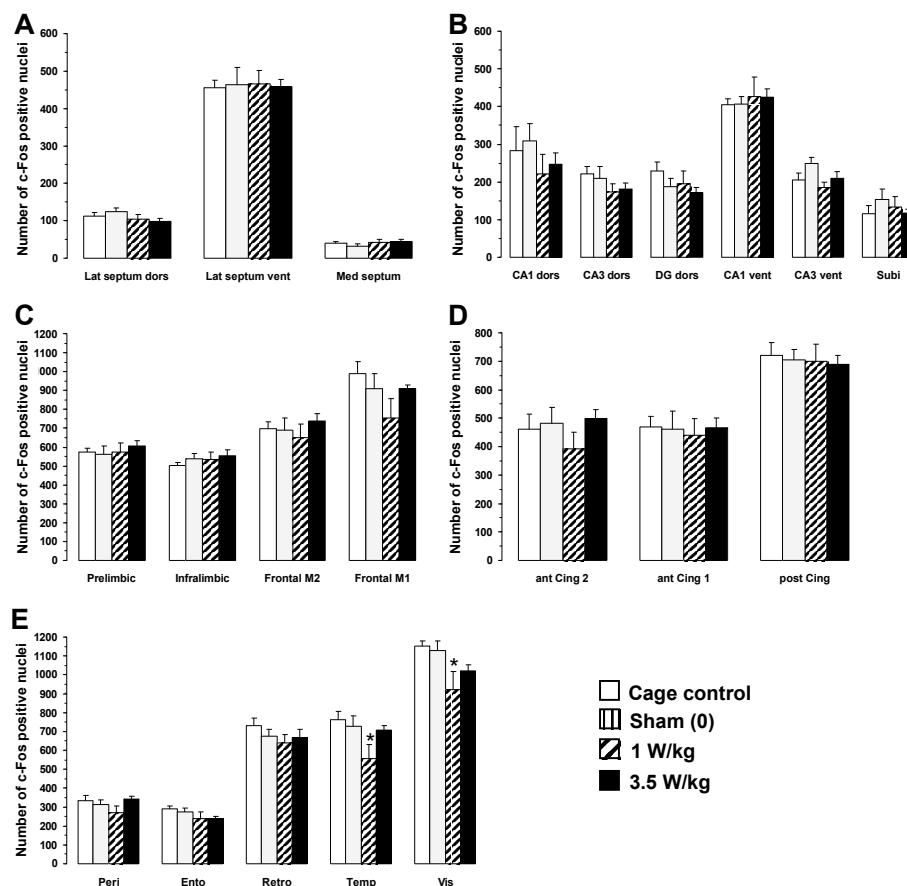 A
Number of c-Fos positive nuclei
600
500
400
300
200
100
0
Lat septum dors Lat septum vent Med septum
B
Number of c-Fos positive nuclei
600
500
400
300
200
100
0
CA1 dors CA3 dors DG dors CA1 vent CA3 vent Subi
C
Number of c-Fos positive nuclei
1200
1100
1000
900
800
700
600
500
400
300
200
100
0
Prelimbic Infralimbic Frontal M2 Frontal M1
D
Number of c-Fos positive nuclei
800
700
600
500
400
300
200
100
0
ant Cing 2 ant Cing 1 post Cing
E
Number of c-Fos positive nuclei
1200
1100
1000
900
800
700
600
500
400
300
200
100
0
* *
Peri Ento Retro Temp Vis
Cage control
Sham (0)
1 W/kg
3.5 W/kg